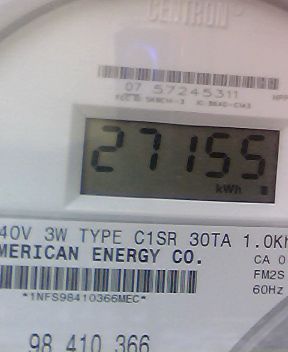 CENTRON®
07 57245311
27155
kWh
40V 3W TYPE C1SR 30TA 1.0Kh
MERICAN ENERGY CO.
CA 0
FM2S
60Hz
*1NFS98410366MEC*
98 410 366